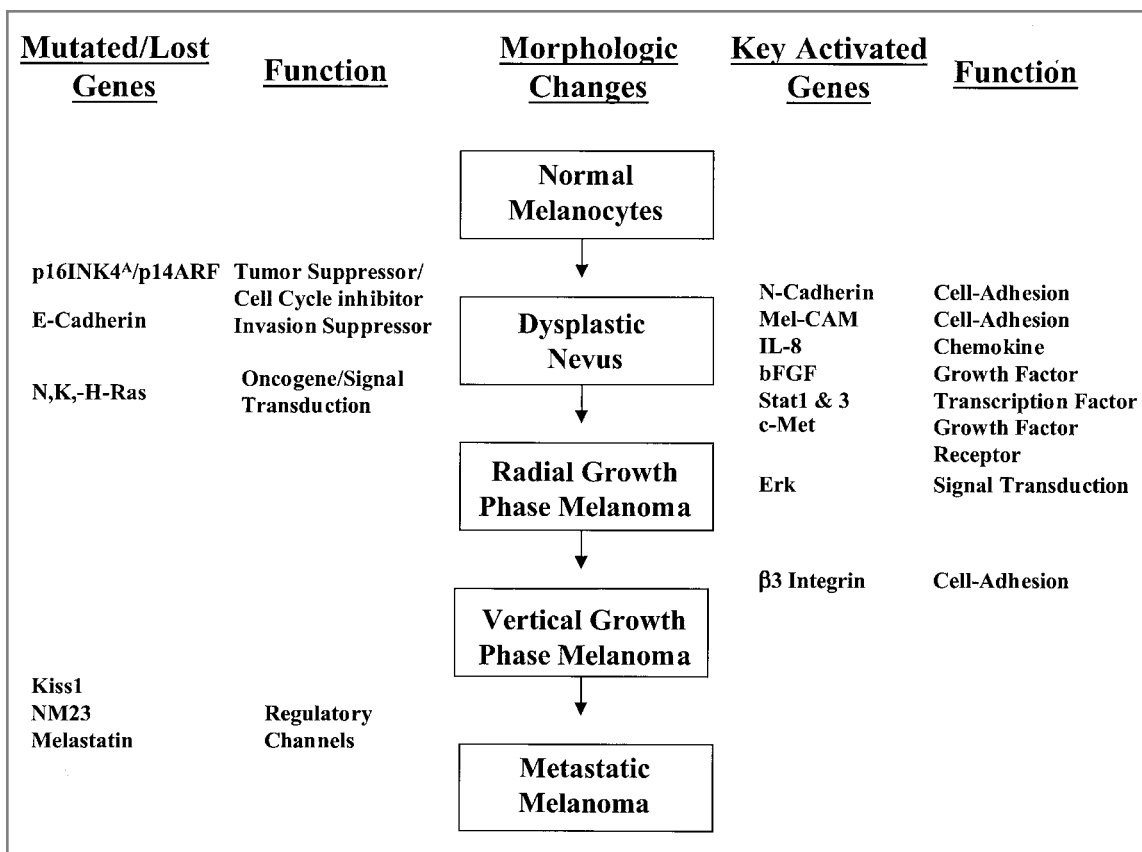 Mutated/Lost Genes
Function
Morphologic Changes
Key Activated Genes
Function
Normal
Melanocytes
p16INK4ᴬ/p14ARF Tumor Suppressor/
Cell Cycle inhibitor
E-Cadherin Invasion Suppressor
N,K,-H-Ras Oncogene/Signal
Transduction
Dysplastic
Nevus
N-Cadherin Cell-Adhesion
Mel-CAM Cell-Adhesion
IL-8 Chemokine
bFGF Growth Factor
Stat1 & 3 Transcription Factor
c-Met Growth Factor
Receptor
Erk Signal Transduction
Radial Growth
Phase Melanoma
β3 Integrin Cell-Adhesion
Vertical Growth
Phase Melanoma
Kiss1
NM23 Regulatory
Melastatin Channels
Metastatic
Melanoma